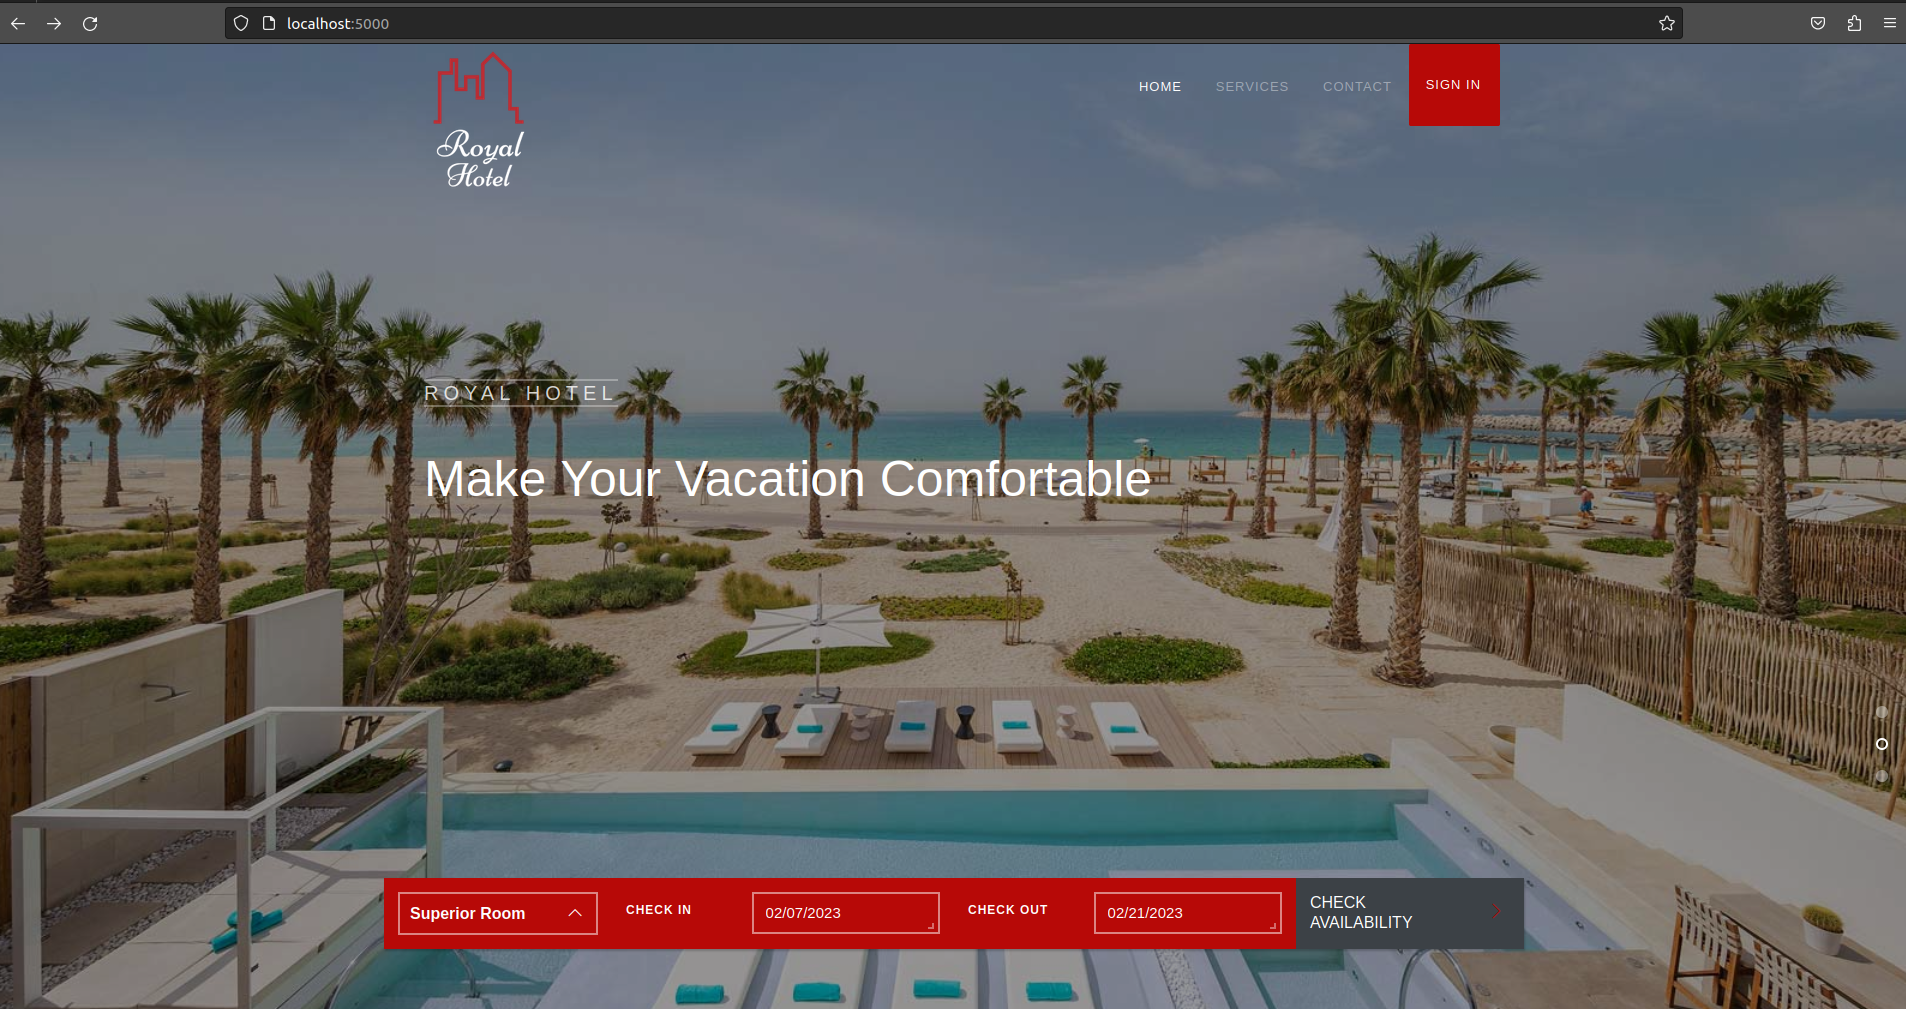 localhost:5000
Royal
Hotel
HOME SERVICES CONTACT SIGN IN
ROYAL HOTEL
Make Your Vacation Comfortable
Superior Room CHECK IN 02/07/2023 CHECK OUT 02/21/2023 CHECK
AVAILABILITY